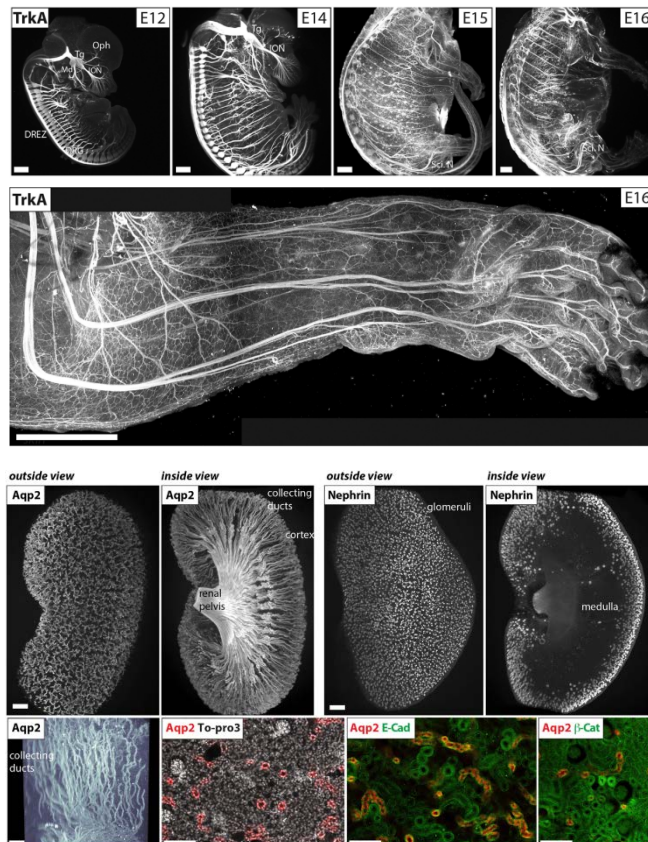 TrkA E12 E14 E15 E16
Oph
Tg
ION
Md
DREZ
DRG
Tg
ION
Sci. N
Sci. N
TrkA E16
outside view inside view outside view inside view
Aqp2 Aqp2 Nephrin Nephrin
collecting
ducts
glomeruli
cortex
renal
pelvis
medulla
Aqp2 Aqp2 To-pro3 Aqp2 E-Cad Aqp2 β-Cat
collecting
ducts